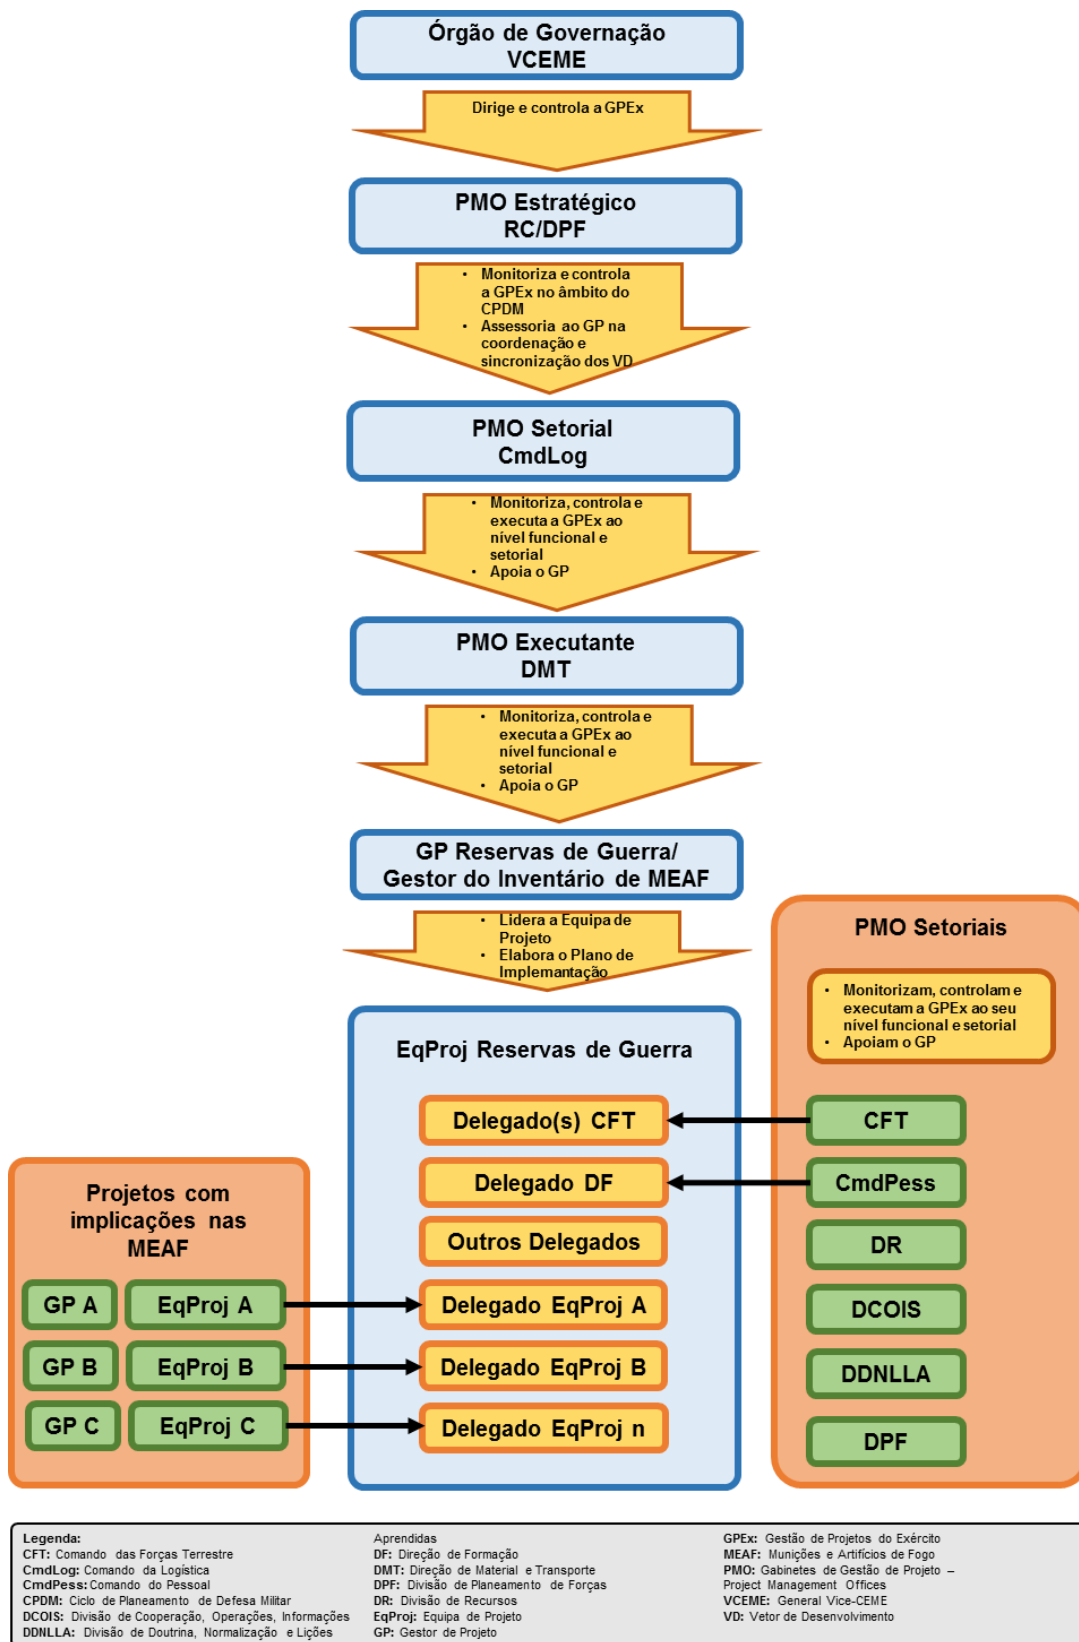 Órgão de Governação
VCEME
Dirige e controla a GPEx
PMO Estratégico
RC/DPF
• Monitoriza e controla
a GPEx no âmbito do
CPDM
• Assessoria ao GP na
coordenação e
sincronização dos VD
PMO Setorial
CmdLog
• Monitoriza, controla e
executa a GPEx ao
nível funcional e
setorial
• Apoia o GP
PMO Executante
DMT
• Monitoriza, controla e
executa a GPEx ao
nível funcional e
setorial
• Apoia o GP
GP Reservas de Guerra/
Gestor do Inventário de MEAF
• Lidera a Equipa de
Projeto
• Elabora o Plano de
Implemantação
PMO Setoriais
• Monitorizam, controlam e
executam a GPEx ao seu
nível funcional e setorial
• Apoiam o GP
CFT
CmdPess
DR
DCOIS
DDNLLA
DPF
EqProj Reservas de Guerra
Delegado(s) CFT
Delegado DF
Outros Delegados
Delegado EqProj A
Delegado EqProj B
Delegado EqProj n
Projetos com
implicações nas
MEAF
GP A EqProj A
GP B EqProj B
GP C EqProj C
Legenda:
CFT: Comando das Forças Terrestre
CmdLog: Comando da Logística
CmdPess: Comando do Pessoal
CPDM: Ciclo de Planeamento de Defesa Militar
DCOIS: Divisão de Cooperação, Operações, Informações
DDNLLA: Divisão de Doutrina, Normalização e Lições
Aprendidas
DF: Direção de Formação
DMT: Direção de Material e Transporte
DPF: Divisão de Planeamento de Forças
DR: Divisão de Recursos
EqProj: Equipa de Projeto
GP: Gestor de Projeto
GPEx: Gestão de Projetos do Exército
MEAF: Munições e Artifícios de Fogo
PMO: Gabinetes de Gestão de Projeto –
Project Management Offices
VCEME: General Vice-CEME
VD: Vetor de Desenvolvimento